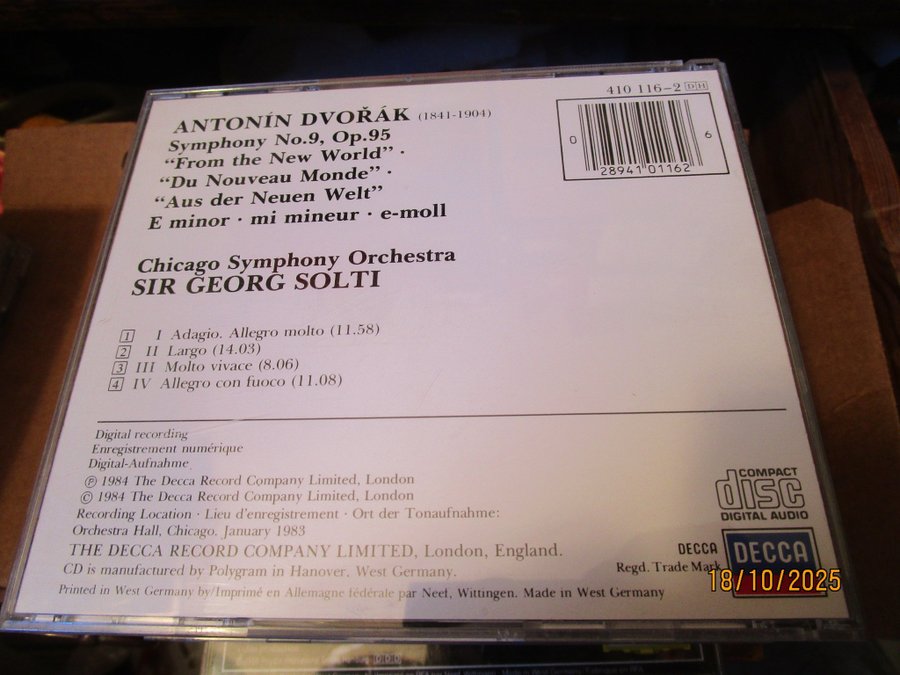 410 116-2 DH
0 28941 01162 6
ANTONÍN DVOŘÁK (1841-1904)
Symphony No.9, Op.95
“From the New World” ·
“Du Nouveau Monde” ·
“Aus der Neuen Welt”
E minor · mi mineur · e-moll
Chicago Symphony Orchestra
SIR GEORG SOLTI
1 I Adagio. Allegro molto (11.58)
2 II Largo (14.03)
3 III Molto vivace (8.06)
4 IV Allegro con fuoco (11.08)
Digital recording
Enregistrement numérique
Digital-Aufnahme
Ⓟ 1984 The Decca Record Company Limited, London
© 1984 The Decca Record Company Limited, London
Recording Location · Lieu d’enregistrement · Ort der Tonaufnahme:
Orchestra Hall, Chicago. January 1983
THE DECCA RECORD COMPANY LIMITED, London, England.
CD is manufactured by Polygram in Hanover, West Germany.
Printed in West Germany by/Imprimé en Allemagne fédérale par Neef, Wittingen. Made in West Germany
COMPACT
disc
DIGITAL AUDIO
DECCA
Regd. Trade Mark
DECCA
18/10/2025